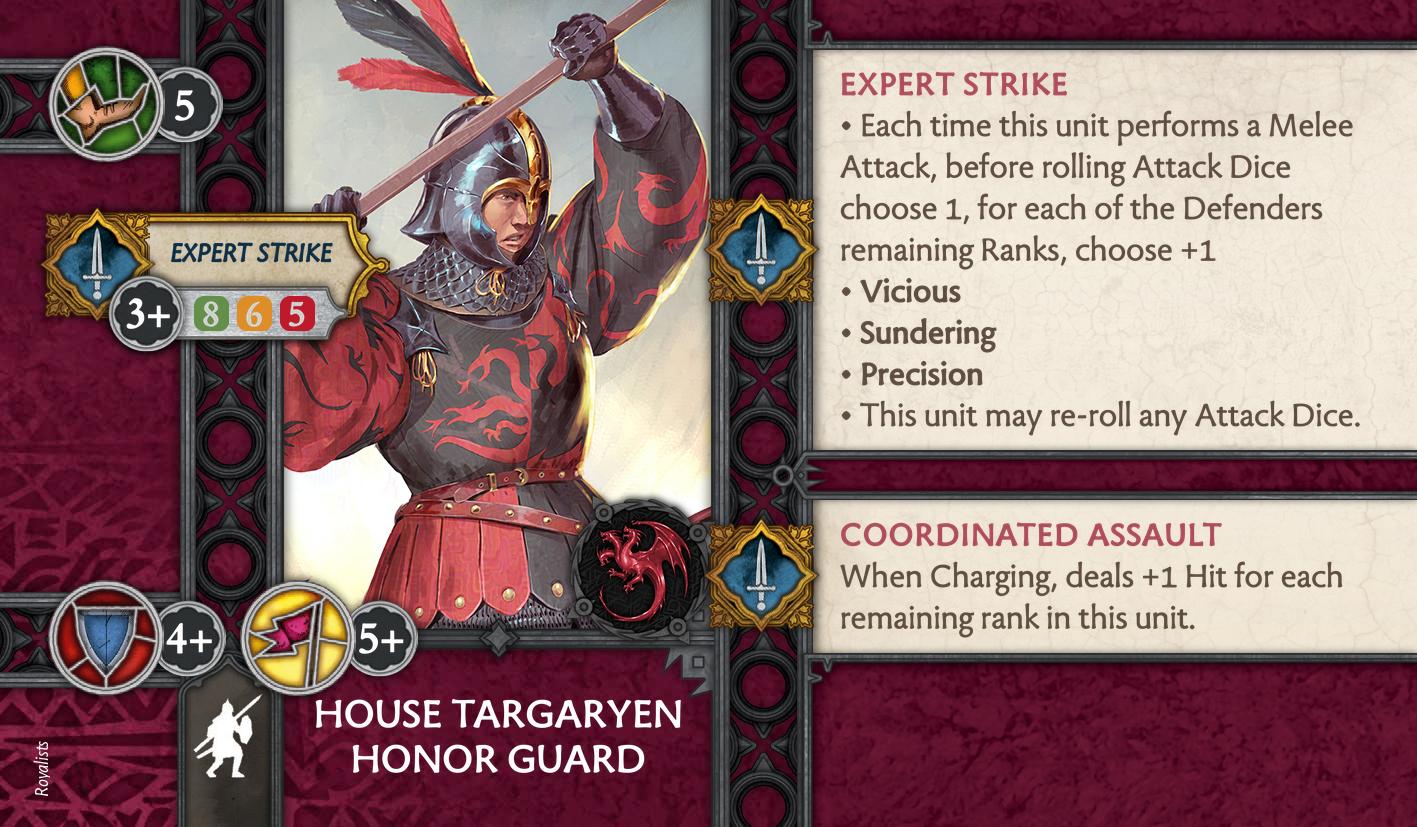 5
EXPERT STRIKE
3+ 8 6 5
4+ 5+
HOUSE TARGARYEN
HONOR GUARD
Royalists
EXPERT STRIKE
• Each time this unit performs a Melee
Attack, before rolling Attack Dice
choose 1, for each of the Defenders
remaining Ranks, choose +1
• Vicious
• Sundering
• Precision
• This unit may re-roll any Attack Dice.
COORDINATED ASSAULT
When Charging, deals +1 Hit for each
remaining rank in this unit.